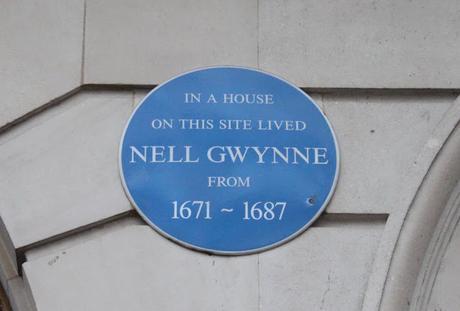 IN A HOUSE
ON THIS SITE LIVED
NELL GWYNNE
FROM
1671 ~ 1687